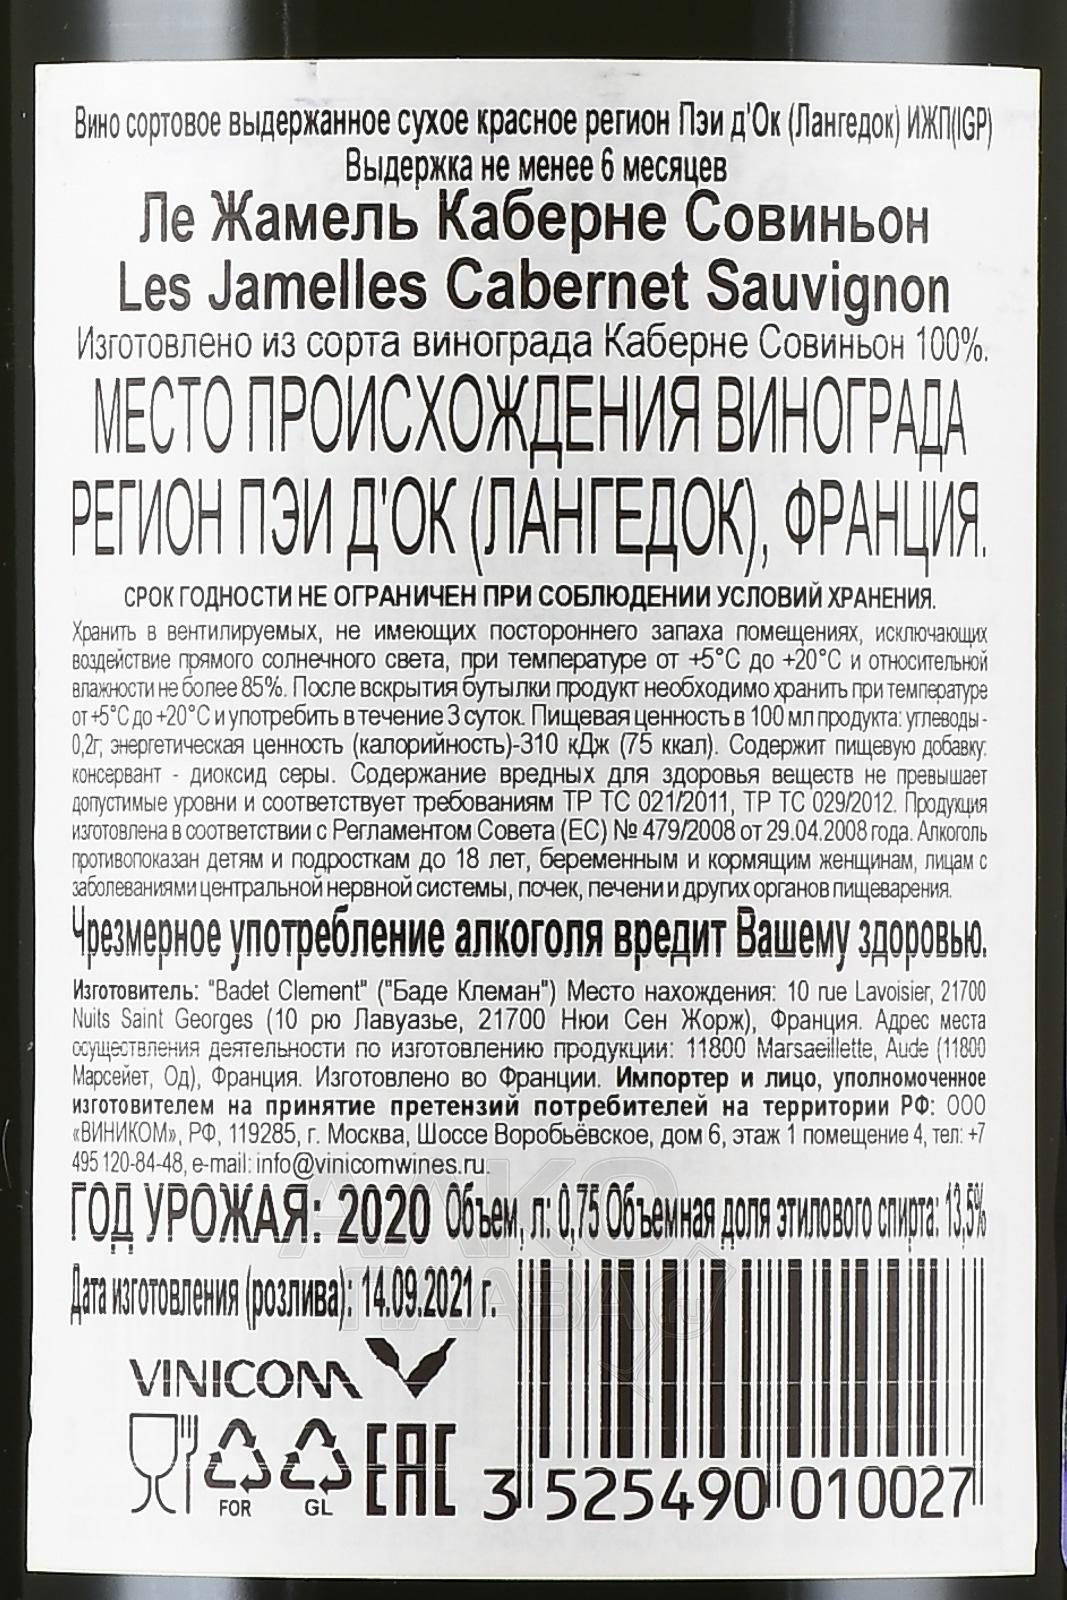 Вино сортовое выдержанное сухое красное регион Пэи д'Ок (Лангедок) ИЖП(IGP)
Выдержка не менее 6 месяцев
Ле Жамель Каберне Совиньон
Les Jamelles Cabernet Sauvignon
Изготовлено из сорта винограда Каберне Совиньон 100%.
МЕСТО ПРОИСХОЖДЕНИЯ ВИНОГРАДА
РЕГИОН ПЭИ Д'ОК (ЛАНГЕДОК), ФРАНЦИЯ.
СРОК ГОДНОСТИ НЕ ОГРАНИЧЕН ПРИ СОБЛЮДЕНИИ УСЛОВИЙ ХРАНЕНИЯ.
Хранить в вентилируемых, не имеющих постороннего запаха помещениях, исключающих
воздействие прямого солнечного света, при температуре от +5°С до +20°С и относительной
влажности не более 85%. После вскрытия бутылки продукт необходимо хранить при температуре
от +5°С до +20°С и употребить в течение 3 суток. Пищевая ценность в 100 мл продукта: углеводы -
0,2г, энергетическая ценность (калорийность)-310 кДж (75 ккал). Содержит пищевую добавку:
консервант - диоксид серы. Содержание вредных для здоровья веществ не превышает
допустимые уровни и соответствует требованиям ТР ТС 021/2011, ТР ТС 029/2012. Продукция
изготовлена в соответствии с Регламентом Совета (ЕС) № 479/2008 от 29.04.2008 года. Алкоголь
противопоказан детям и подросткам до 18 лет, беременным и кормящим женщинам, лицам с
заболеваниями центральной нервной системы, почек, печени и других органов пищеварения.
Чрезмерное употребление алкоголя вредит Вашему здоровью.
Изготовитель: "Badet Clement" ("Баде Клеман") Место нахождения: 10 rue Lavoisier, 21700
Nuits Saint Georges (10 рю Лавуазье, 21700 Нюи Сен Жорж), Франция. Адрес места
осуществления деятельности по изготовлению продукции: 11800 Marsaeillette, Aude (11800
Марсейет, Од), Франция. Изготовлено во Франции. Импортер и лицо, уполномоченное
изготовителем на принятие претензий потребителей на территории РФ: ООО
«ВИНИКОМ», РФ, 119285, г. Москва, Шоссе Воробьёвское, дом 6, этаж 1 помещение 4, тел: +7
495 120-84-48, e-mail: info@vinicomwines.ru.
ГОД УРОЖАЯ: 2020 Объем, л: 0,75 Объемная доля этилового спирта: 13,5%
Дата изготовления (розлива): 14.09.2021 г.
VINICOM
FOR GL EAC
3 525490 010027